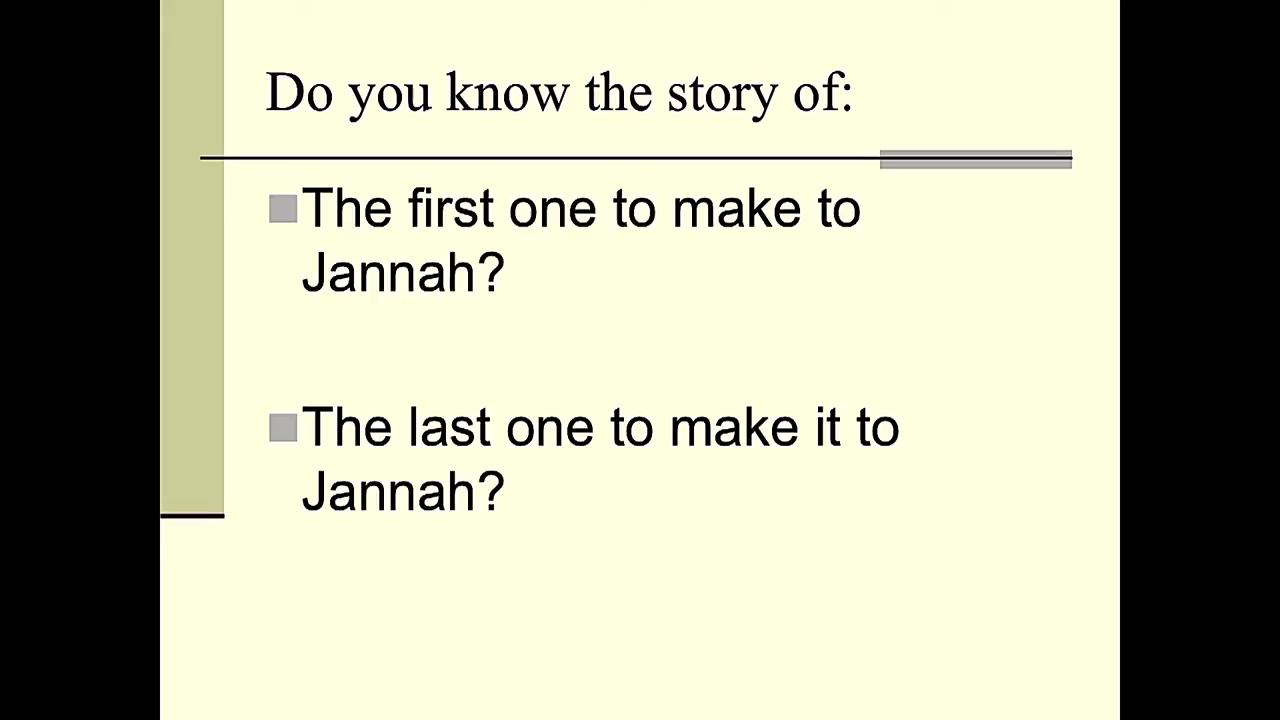 Do you know the story of:
The first one to make to
Jannah?
The last one to make it to
Jannah?